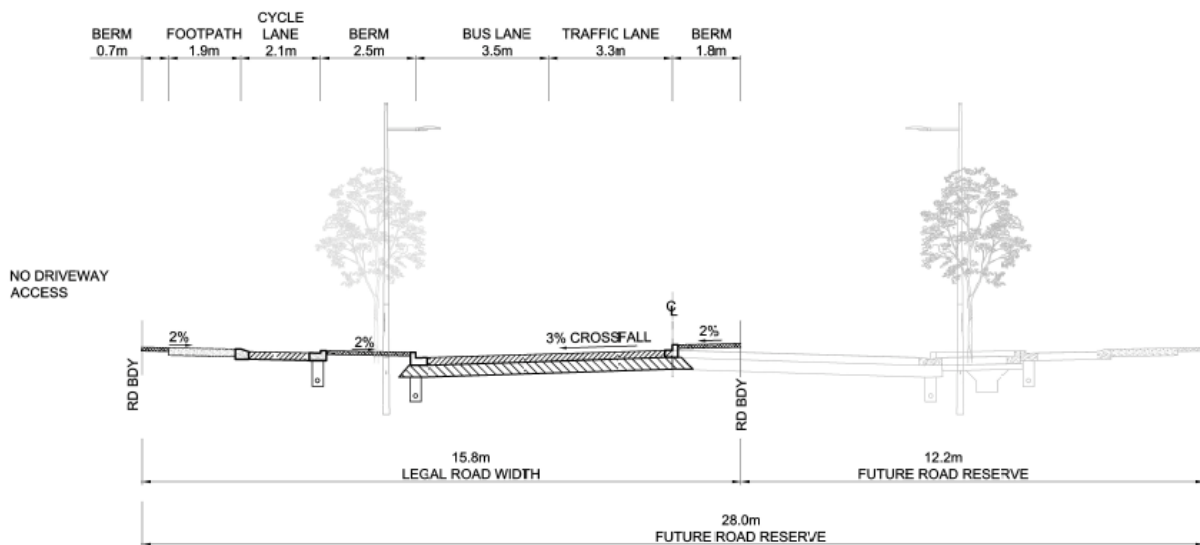 BERM
0.7m
FOOTPATH
1.9m
CYCLE
LANE
2.1m
BERM
2.5m
BUS LANE
3.5m
TRAFFIC LANE
3.3m
BERM
1.8m
NO DRIVEWAY
ACCESS
2%
2%
3% CROSSFALL
CL
2%
RD BDY
RD BDY
15.8m
LEGAL ROAD WIDTH
12.2m
FUTURE ROAD RESERVE
28.0m
FUTURE ROAD RESERVE